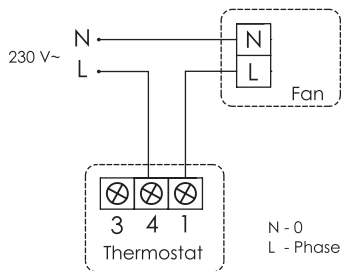 N
230 V~
L
N
L
Fan
3 4 1
Thermostat
N - 0
L - Phase